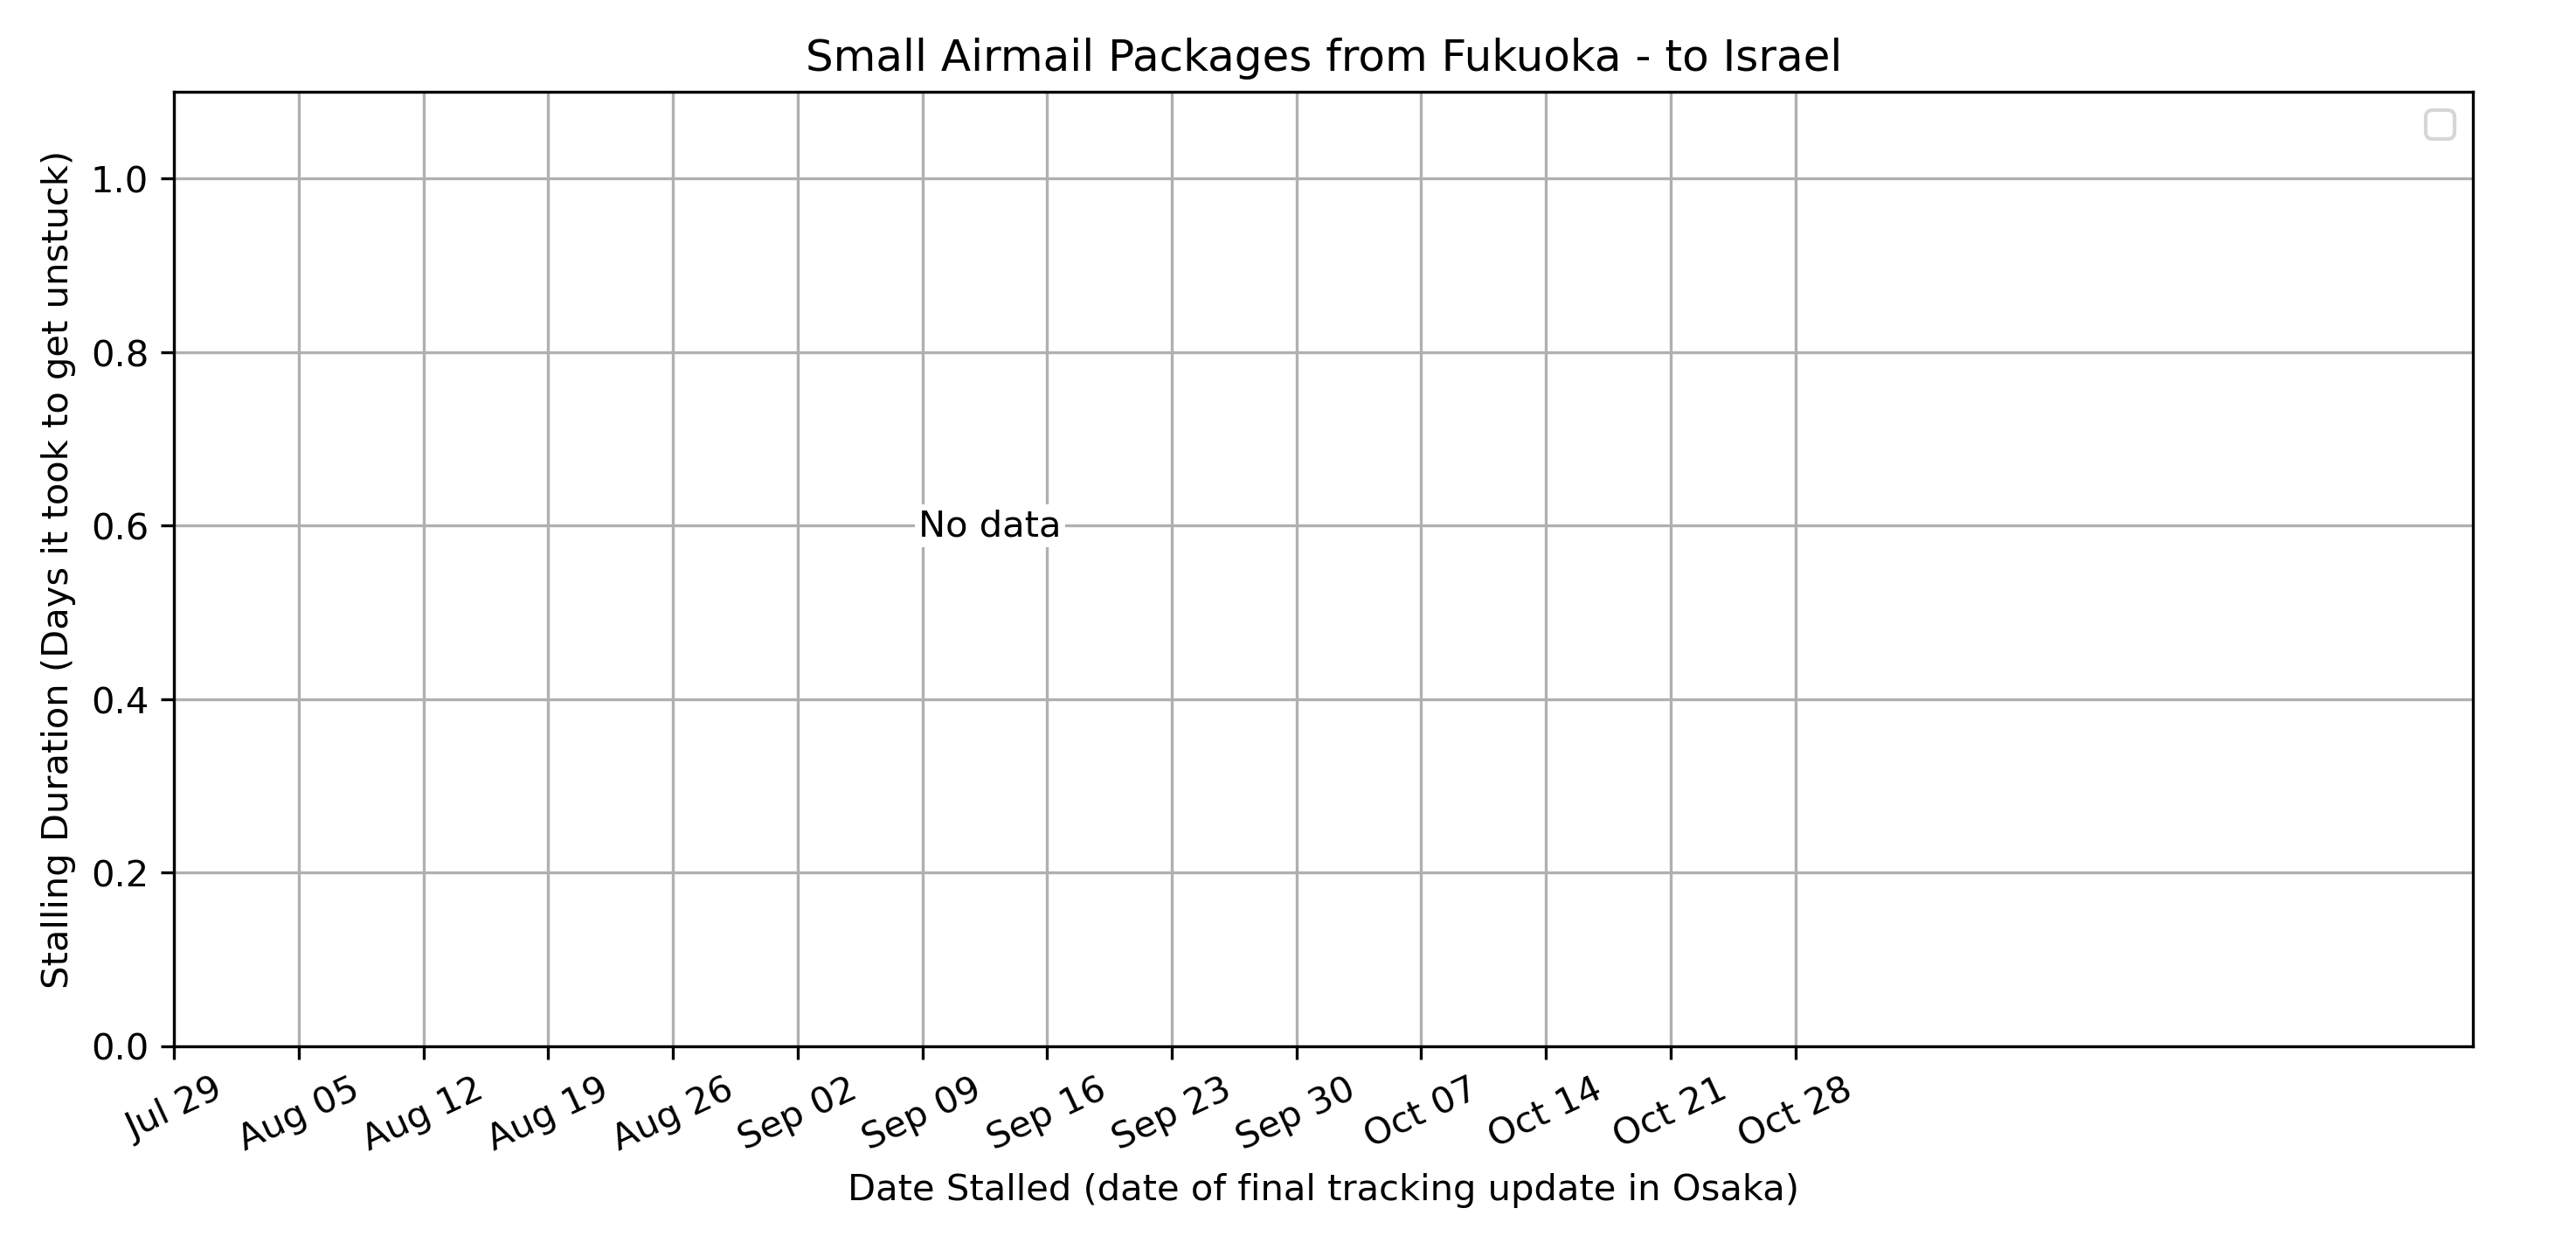 Small Airmail Packages from Fukuoka - to Israel
Stalling Duration (Days it took to get unstuck)
1.0
0.8
0.6
0.4
0.2
0.0
No data
Jul 29
Aug 05
Aug 12
Aug 19
Aug 26
Sep 02
Sep 09
Sep 16
Sep 23
Sep 30
Oct 07
Oct 14
Oct 21
Oct 28
Date Stalled (date of final tracking update in Osaka)